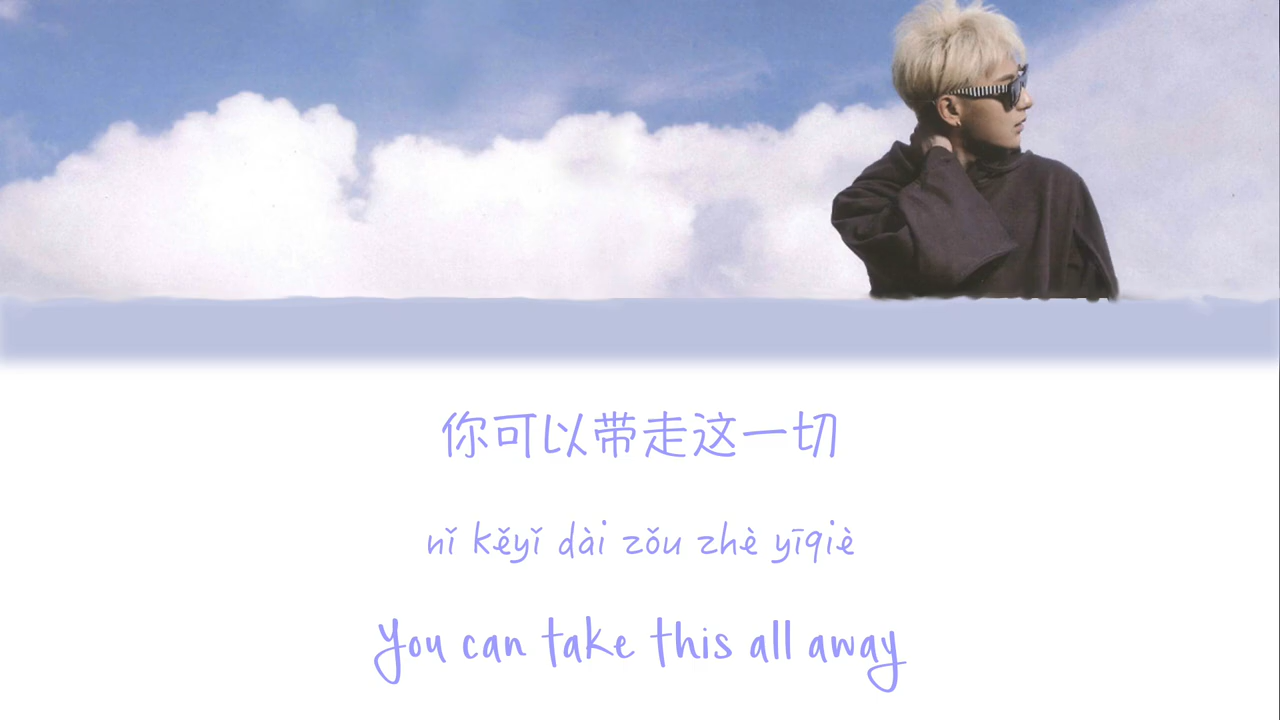 你可以带走这一切
nǐ kěyǐ dài zǒu zhè yīqiè
You can take this all away